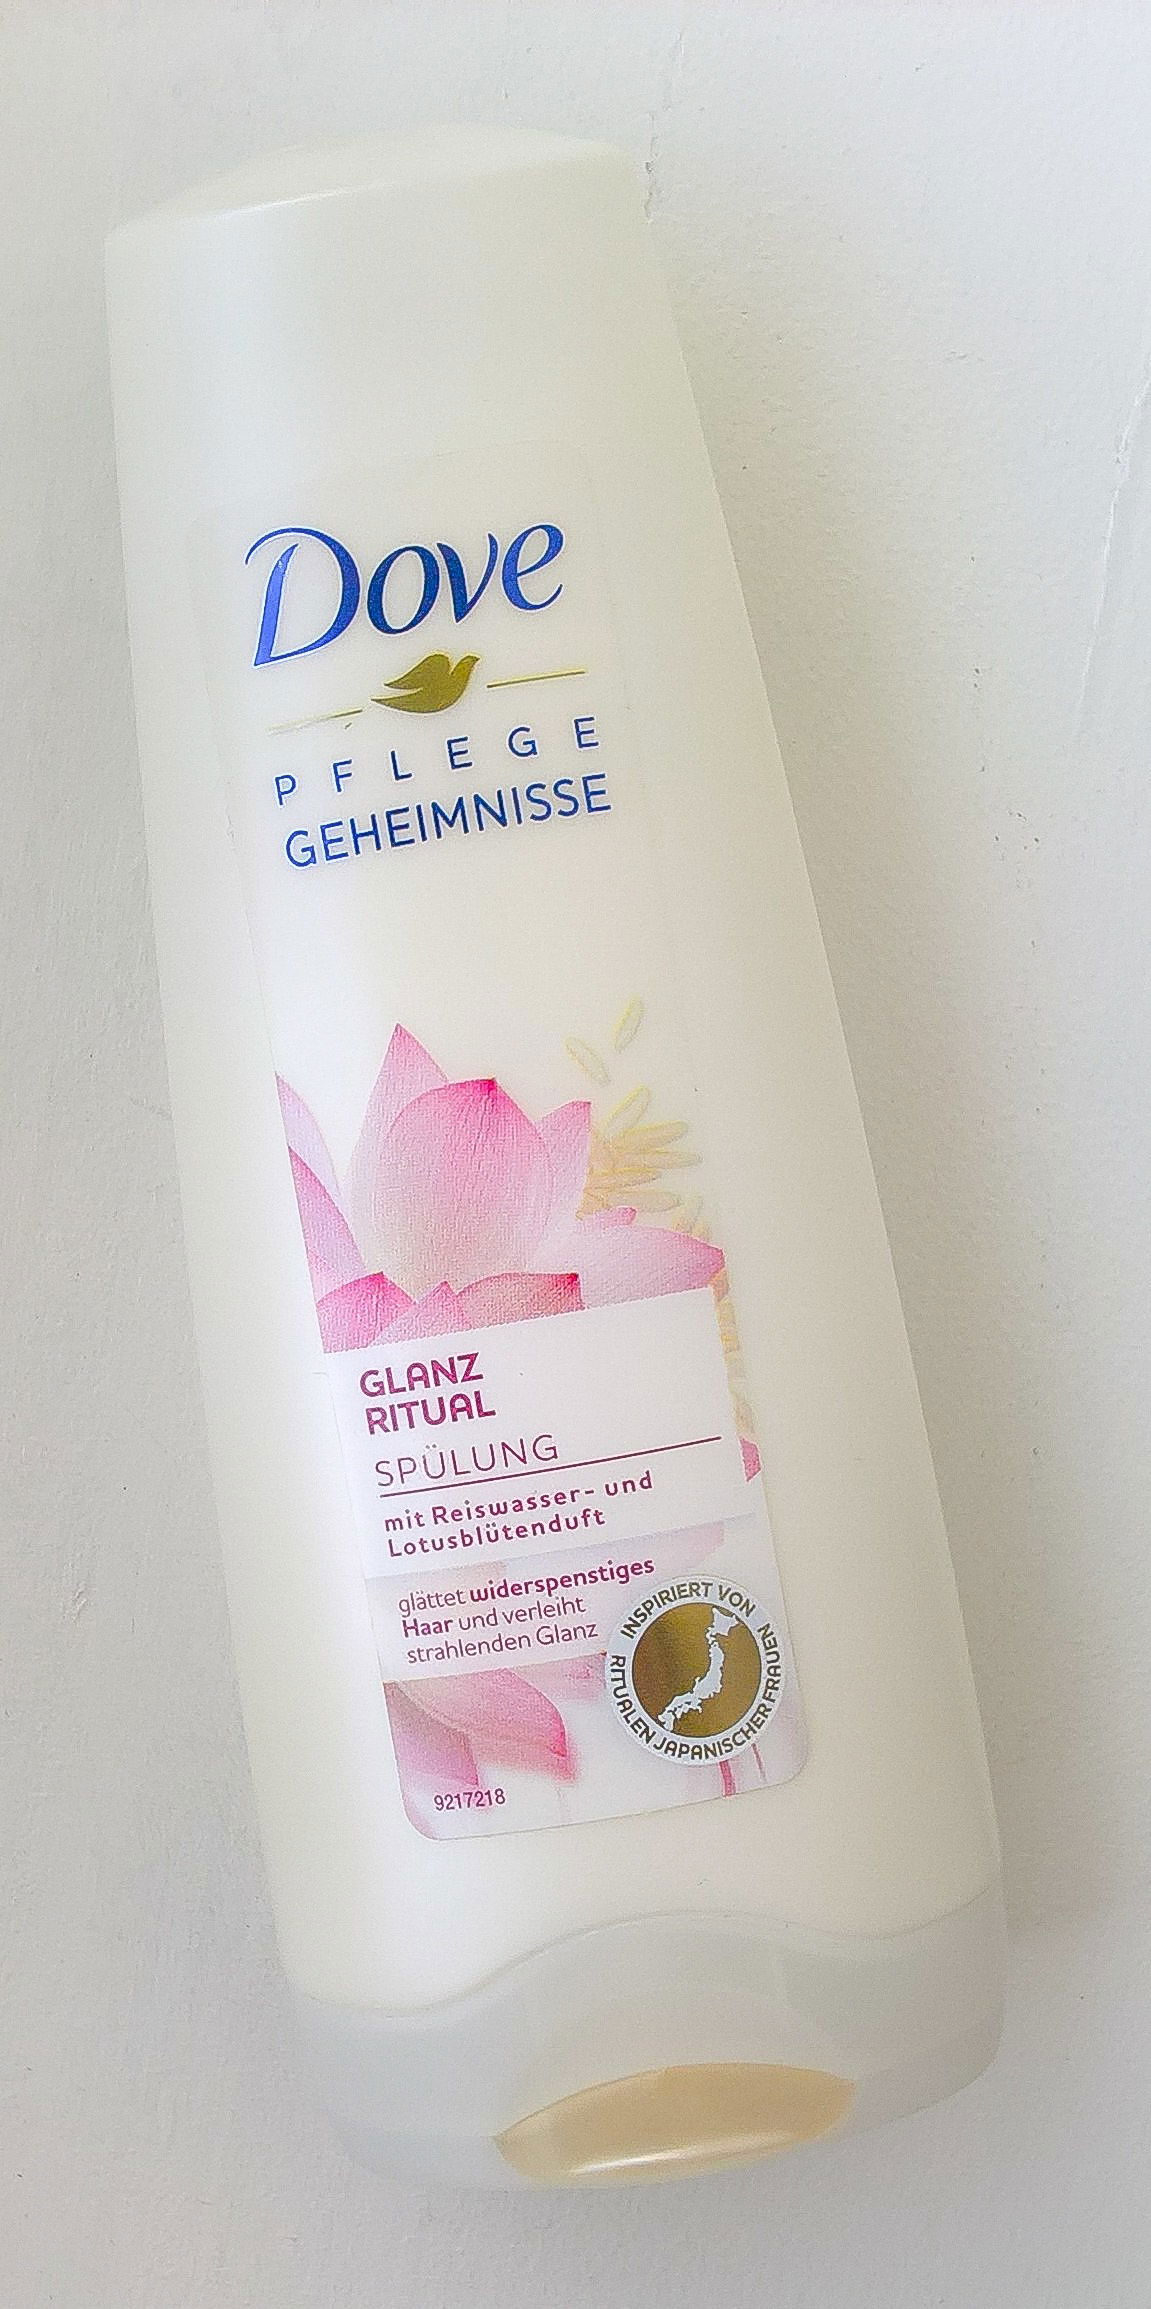 Dove
PFLEGE
GEHEIMNISSE
GLANZ
RITUAL
SPÜLUNG
mit Reiswasser- und
Lotusblütenduft
glättet widerspenstiges
Haar und verleiht
strahlenden Glanz
INSPIRIERT VON
RITUALEN JAPANISCHER FRAUEN
9217218